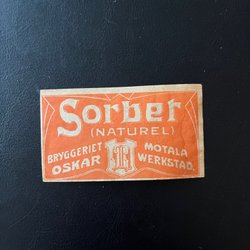 Sorbet
(NATUREL)
BRYGGERIET MOTALA
OSKAR WERKSTAD.